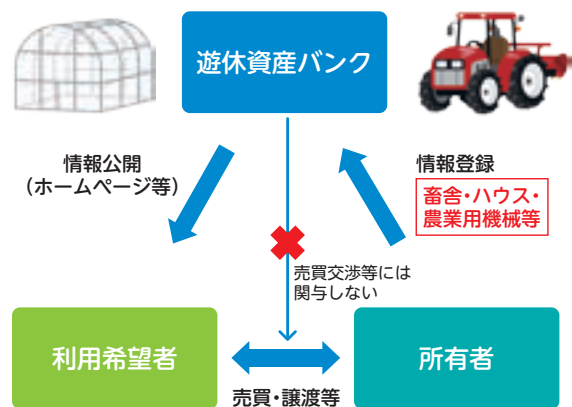 遊休資産バンク
情報公開
（ホームページ等）
情報登録
畜舎・ハウス・
農業用機械等
売買交渉等には
関与しない
利用希望者
所有者
売買・譲渡等